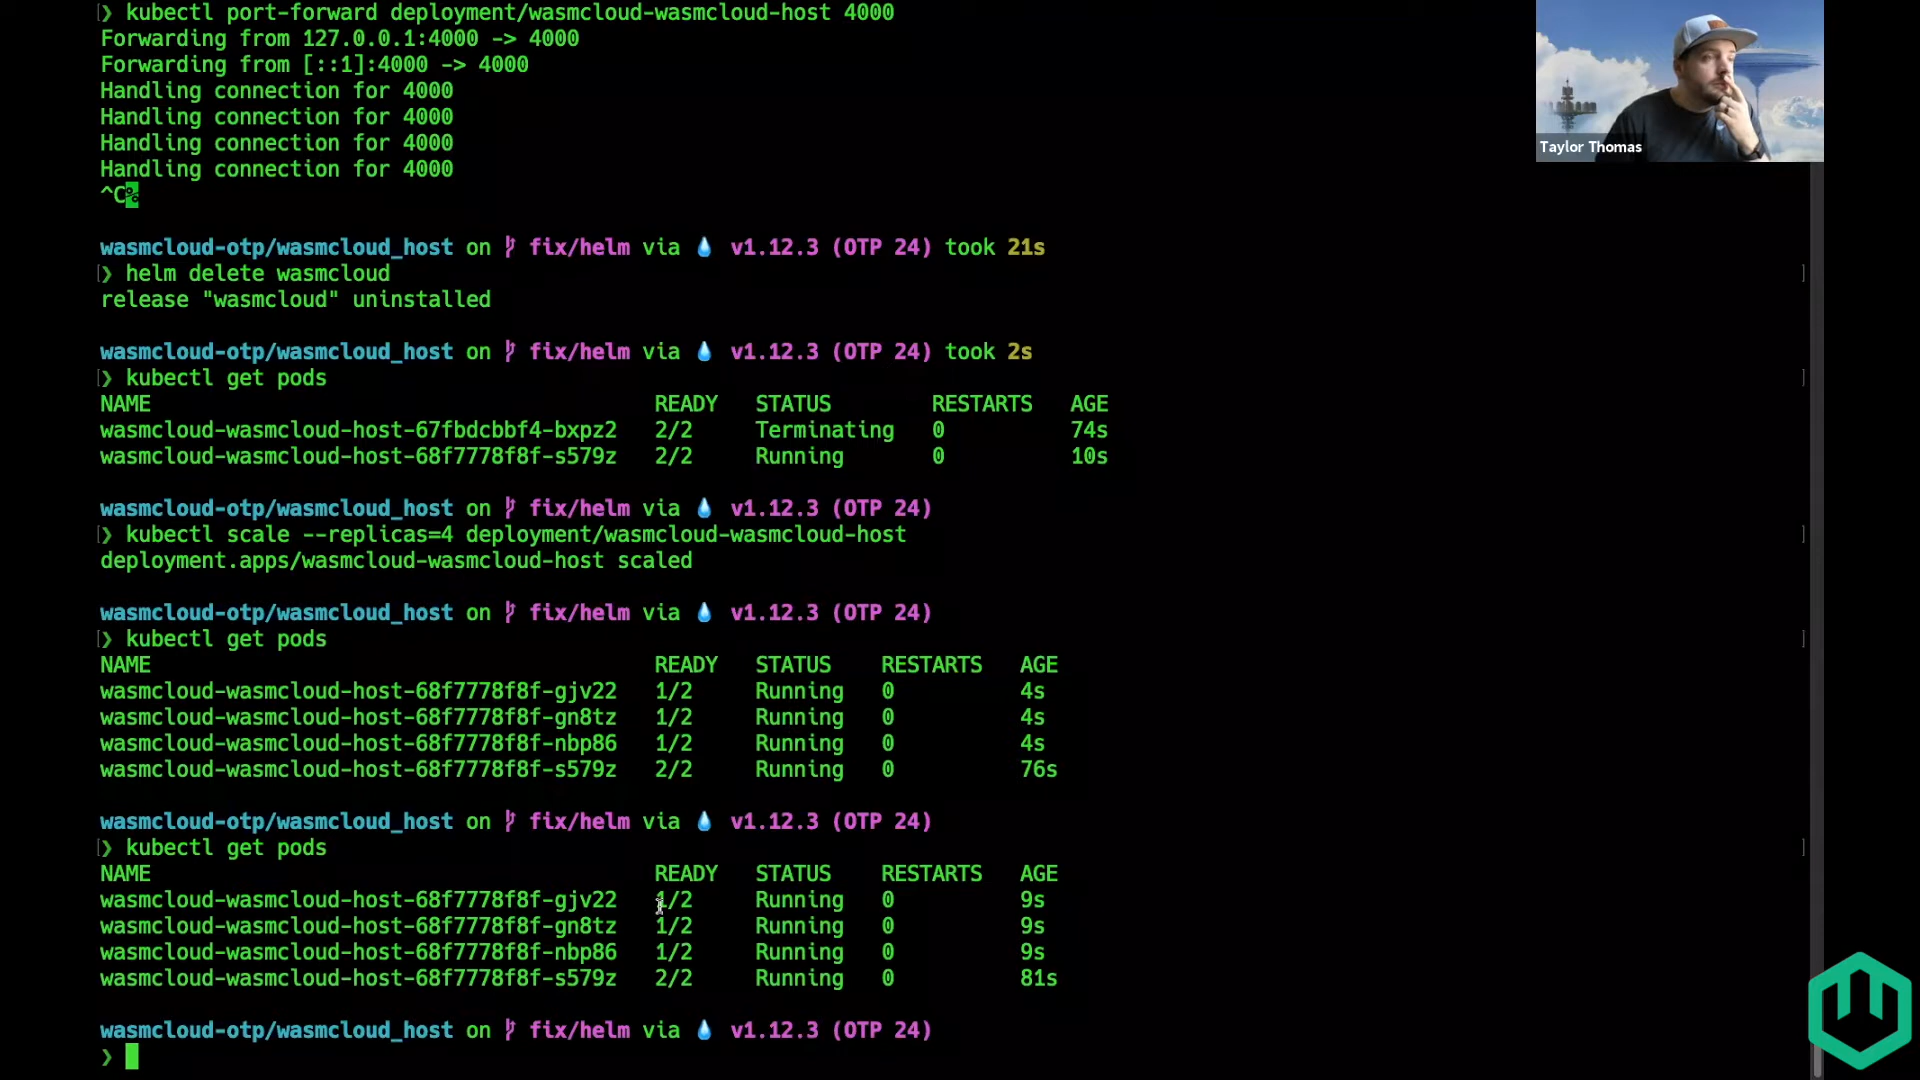 ❯ kubectl port-forward deployment/wasmcloud-wasmcloud-host 4000
Forwarding from 127.0.0.1:4000 -> 4000
Forwarding from [::1]:4000 -> 4000
Handling connection for 4000
Handling connection for 4000
Handling connection for 4000
Handling connection for 4000
^C%
Taylor Thomas
wasmcloud-otp/wasmcloud_host on fix/helm via 💧 v1.12.3 (OTP 24) took 21s
❯ helm delete wasmcloud
release "wasmcloud" uninstalled
wasmcloud-otp/wasmcloud_host on fix/helm via 💧 v1.12.3 (OTP 24) took 2s
❯ kubectl get pods
NAME READY STATUS RESTARTS AGE
wasmcloud-wasmcloud-host-67fbdcbbf4-bxpz2 2/2 Terminating 0 74s
wasmcloud-wasmcloud-host-68f7778f8f-s579z 2/2 Running 0 10s
wasmcloud-otp/wasmcloud_host on fix/helm via 💧 v1.12.3 (OTP 24)
❯ kubectl scale --replicas=4 deployment/wasmcloud-wasmcloud-host
deployment.apps/wasmcloud-wasmcloud-host scaled
wasmcloud-otp/wasmcloud_host on fix/helm via 💧 v1.12.3 (OTP 24)
❯ kubectl get pods
NAME READY STATUS RESTARTS AGE
wasmcloud-wasmcloud-host-68f7778f8f-gjv22 1/2 Running 0 4s
wasmcloud-wasmcloud-host-68f7778f8f-gn8tz 1/2 Running 0 4s
wasmcloud-wasmcloud-host-68f7778f8f-nbp86 1/2 Running 0 4s
wasmcloud-wasmcloud-host-68f7778f8f-s579z 2/2 Running 0 76s
wasmcloud-otp/wasmcloud_host on fix/helm via 💧 v1.12.3 (OTP 24)
❯ kubectl get pods
NAME READY STATUS RESTARTS AGE
wasmcloud-wasmcloud-host-68f7778f8f-gjv22 1/2 Running 0 9s
wasmcloud-wasmcloud-host-68f7778f8f-gn8tz 1/2 Running 0 9s
wasmcloud-wasmcloud-host-68f7778f8f-nbp86 1/2 Running 0 9s
wasmcloud-wasmcloud-host-68f7778f8f-s579z 2/2 Running 0 81s
wasmcloud-otp/wasmcloud_host on fix/helm via 💧 v1.12.3 (OTP 24)
❯